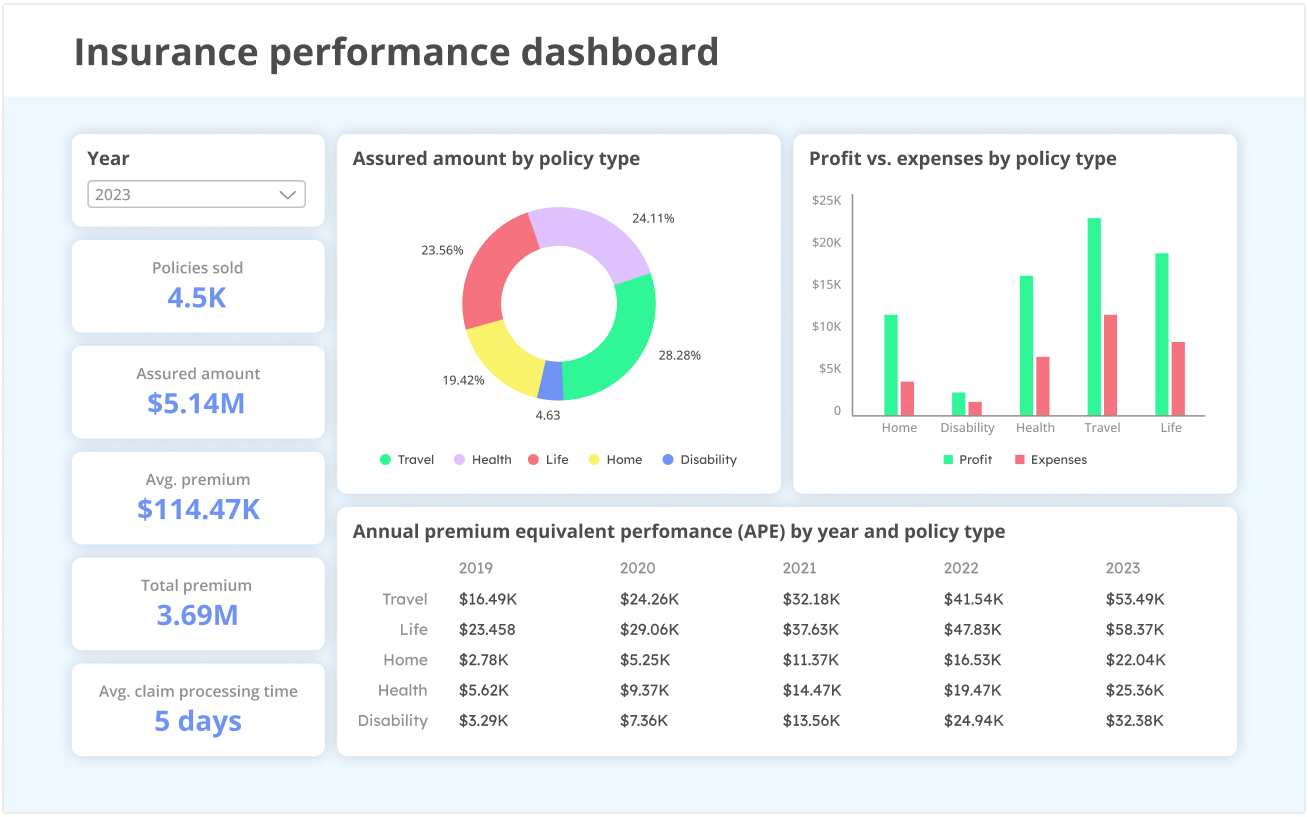 Insurance performance dashboard
Year
2023
Policies sold
4.5K
Assured amount
$5.14M
Avg. premium
$114.47K
Total premium
3.69M
Avg. claim processing time
5 days
Assured amount by policy type
24.11%
23.56%
28.28%
19.42%
4.63
Travel Health Life Home Disability
Profit vs. expenses by policy type
$25K
$20K
$15K
$10K
$5K
0
Home Disability Health Travel Life
Profit Expenses
Annual premium equivalent perfomance (APE) by year and policy type
2019 2020 2021 2022 2023
Travel $16.49K $24.26K $32.18K $41.54K $53.49K
Life $23.458 $29.06K $37.63K $47.83K $58.37K
Home $2.78K $5.25K $11.37K $16.53K $22.04K
Health $5.62K $9.37K $14.47K $19.47K $25.36K
Disability $3.29K $7.36K $13.56K $24.94K $32.38K